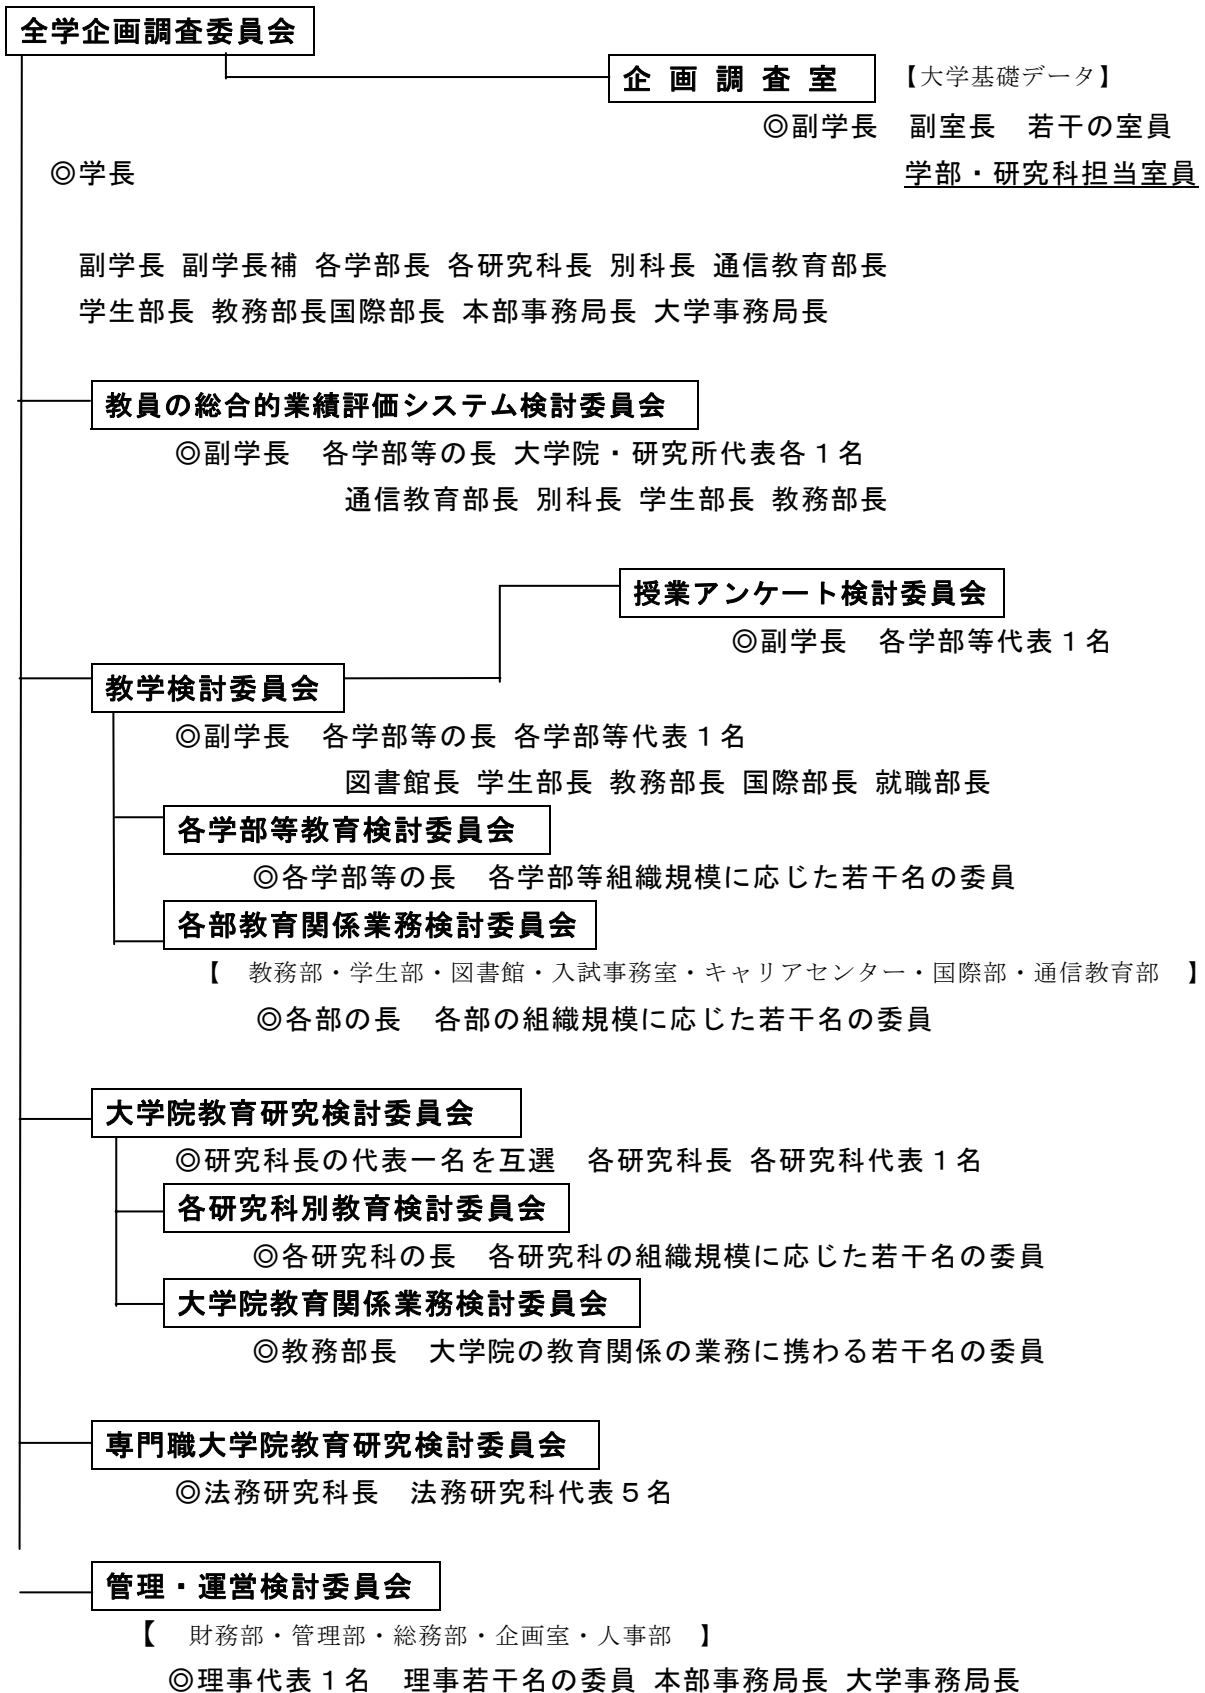 全学企画調査委員会
企画調査室 【大学基礎データ】
◎副学長 副室長 若干の室員
◎学長 学部・研究科担当室員
副学長 副学長補 各学部長 各研究科長 別科長 通信教育部長
学生部長 教務部長国際部長 本部事務局長 大学事務局長
教員の総合的業績評価システム検討委員会
◎副学長 各学部等の長 大学院・研究所代表各１名
通信教育部長 別科長 学生部長 教務部長
授業アンケート検討委員会
◎副学長 各学部等代表１名
教学検討委員会
◎副学長 各学部等の長 各学部等代表１名
図書館長 学生部長 教務部長 国際部長 就職部長
各学部等教育検討委員会
◎各学部等の長 各学部等組織規模に応じた若干名の委員
各部教育関係業務検討委員会
【 教務部・学生部・図書館・入試事務室・キャリアセンター・国際部・通信教育部 】
◎各部の長 各部の組織規模に応じた若干名の委員
大学院教育研究検討委員会
◎研究科長の代表一名を互選 各研究科長 各研究科代表１名
各研究科別教育検討委員会
◎各研究科の長 各研究科の組織規模に応じた若干名の委員
大学院教育関係業務検討委員会
◎教務部長 大学院の教育関係の業務に携わる若干名の委員
専門職大学院教育研究検討委員会
◎法務研究科長 法務研究科代表５名
管理・運営検討委員会
【 財務部・管理部・総務部・企画室・人事部 】
◎理事代表１名 理事若干名の委員 本部事務局長 大学事務局長